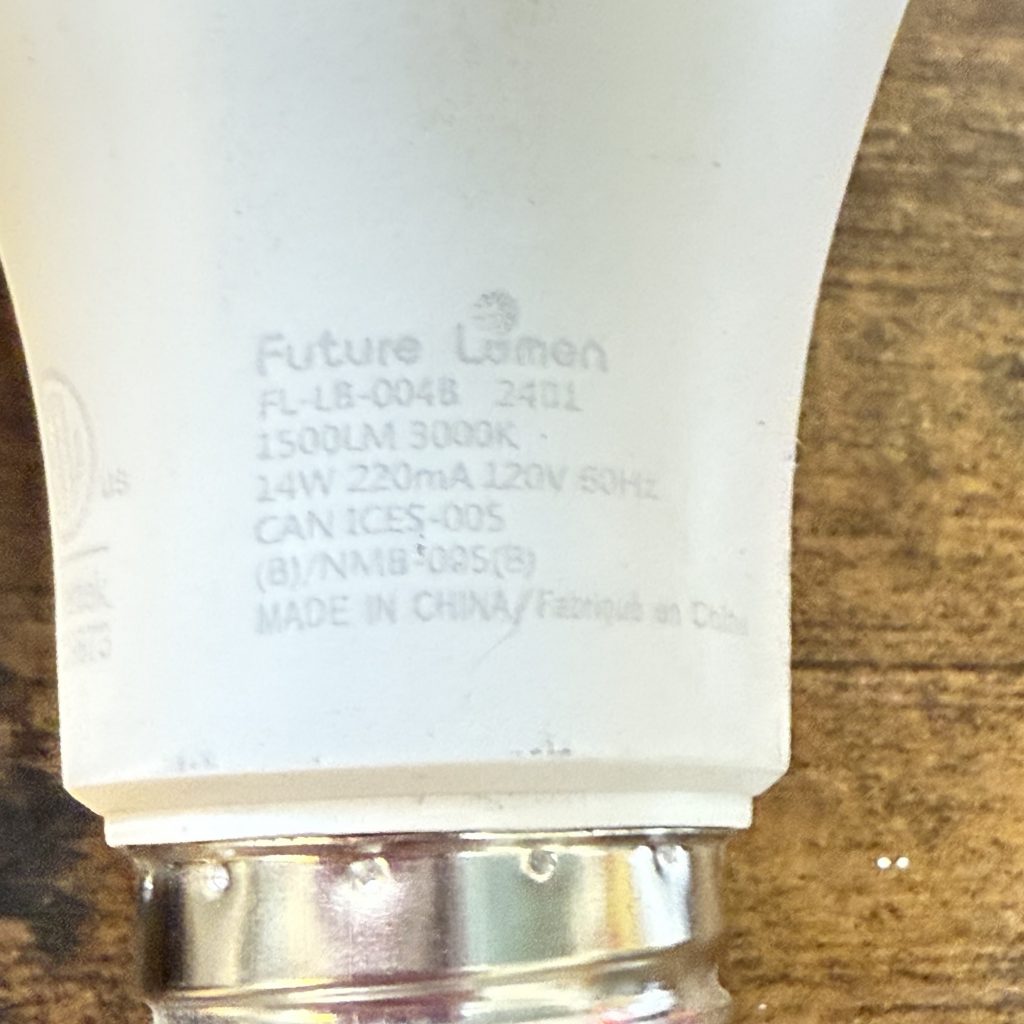 Future Lumen
FL-LB-004B 2401
1500LM 3000K
14W 220mA 120V 60Hz
CAN ICES-005
(B)/NMB-005(B)
MADE IN CHINA/Fabriqué en Chine
US